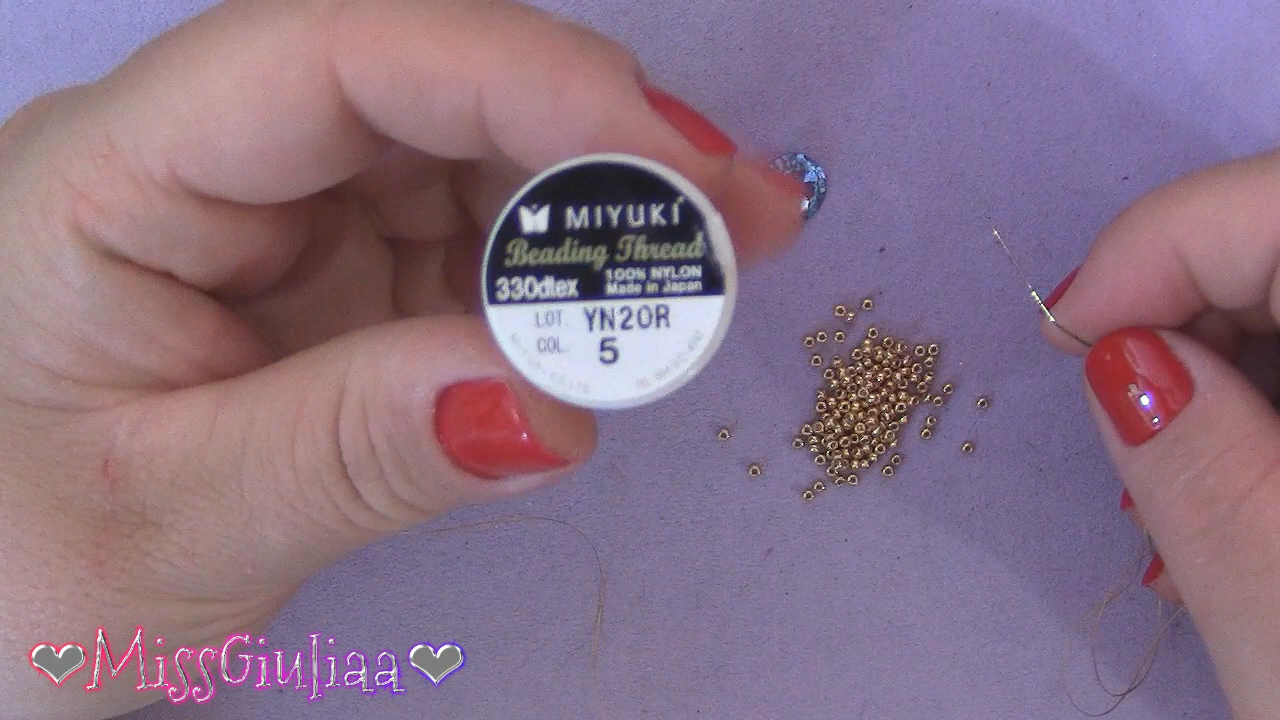 MIYUKI
Beading Thread
330dtex 100% NYLON
Made in Japan
LOT. YN20R
COL. 5
❤MissGiuliaa❤